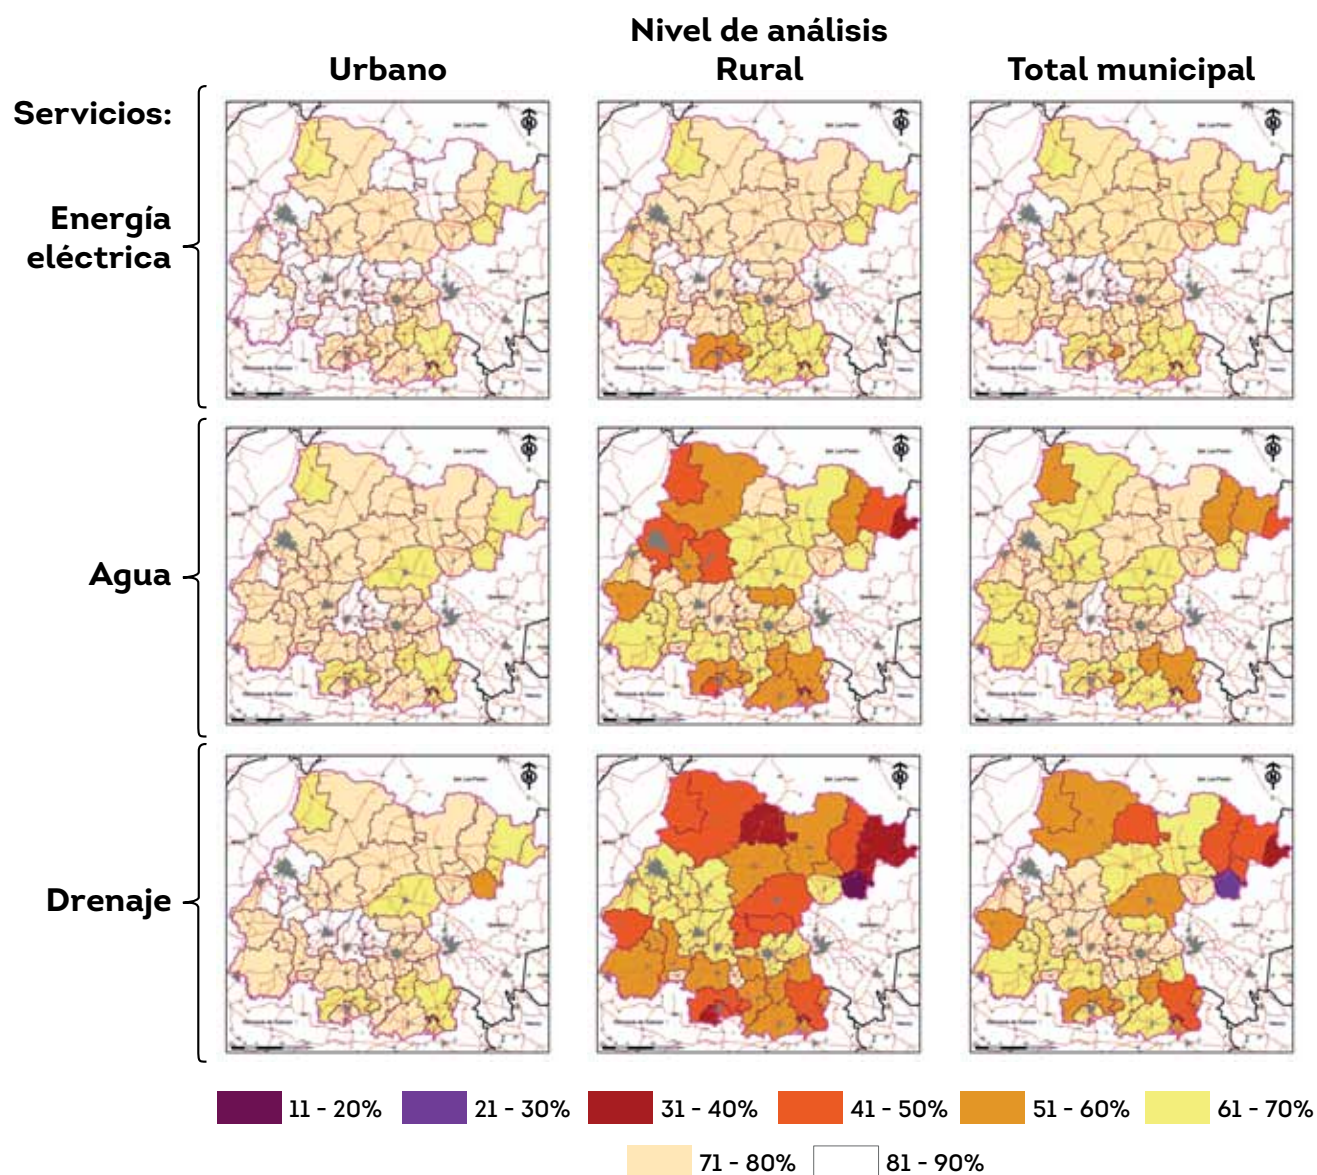 Nivel de análisis
Urbano
Rural
Total municipal
Servicios:
Energía
eléctrica
Agua
Drenaje
11 - 20%
21 - 30%
31 - 40%
41 - 50%
51 - 60%
61 - 70%
71 - 80%
81 - 90%